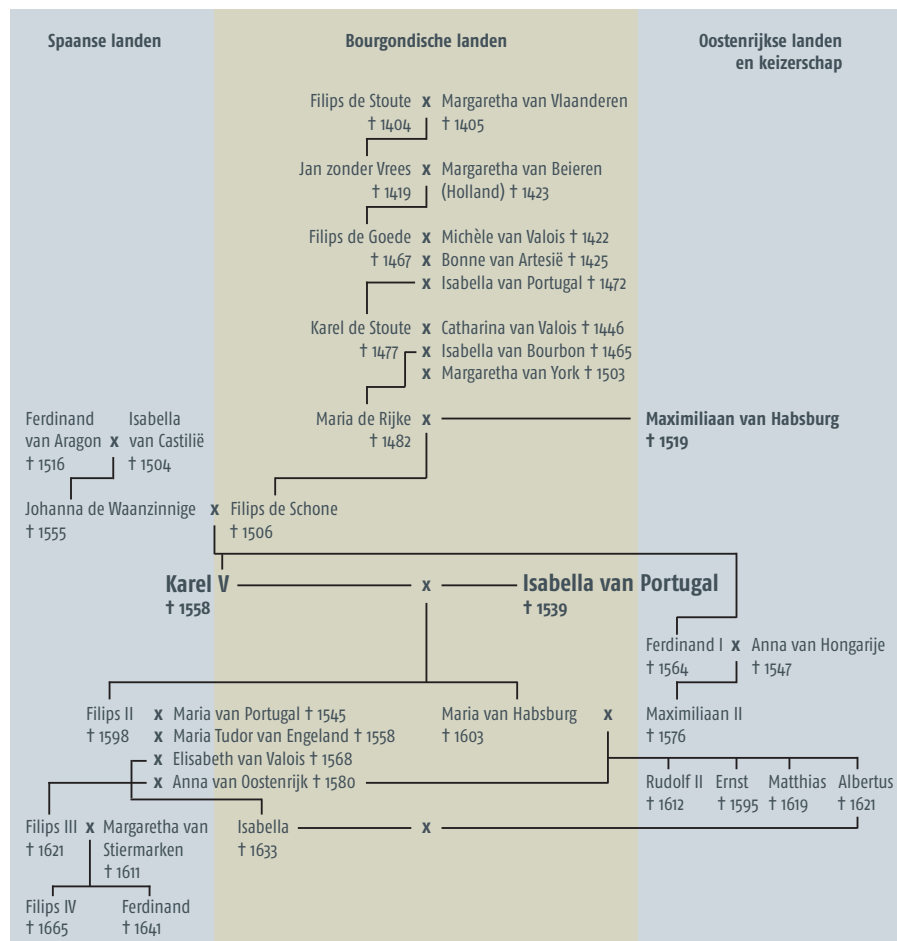 Spaanse landen
Bourgondische landen
Oostenrijkse landen
en keizerschap
Filips de Stoute x Margaretha van Vlaanderen
† 1404 † 1405
Jan zonder Vrees x Margaretha van Beieren
† 1419 (Holland) † 1423
Filips de Goede x Michèle van Valois † 1422
† 1467 x Bonne van Artesië † 1425
x Isabella van Portugal † 1472
Karel de Stoute x Catharina van Valois † 1446
† 1477 x Isabella van Bourbon † 1465
x Margaretha van York † 1503
Ferdinand Isabella Maria de Rijke x Maximiliaan van Habsburg
van Aragon x van Castilië † 1482 † 1519
† 1516 † 1504
Johanna de Waanzinnige x Filips de Schone
† 1555 † 1506
Karel V x Isabella van Portugal
† 1558 † 1539
Ferdinand I x Anna van Hongarije
† 1564 † 1547
Filips II x Maria van Portugal † 1545 Maria van Habsburg x Maximiliaan II
† 1598 x Maria Tudor van Engeland † 1558 † 1603 † 1576
x Elisabeth van Valois † 1568
x Anna van Oostenrijk † 1580 Rudolf II Ernst Matthias Albertus
† 1612 † 1595 † 1619 † 1621
Filips III x Margaretha van Isabella x
† 1621 Stiermarken † 1633
† 1611
Filips IV Ferdinand
† 1665 † 1641